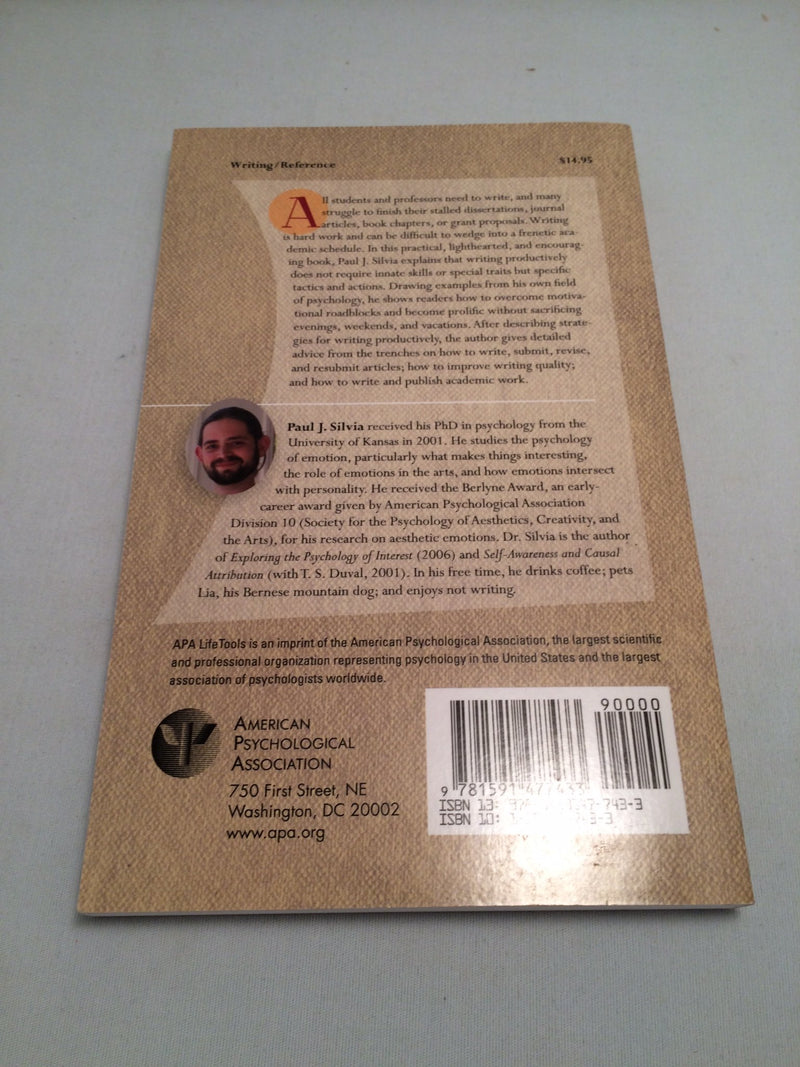 Writing/Reference
$14.95
All students and professors need to write, and many
struggle to finish their stalled dissertations, journal
articles, book chapters, or grant proposals. Writing
is hard work and can be difficult to wedge into a frenetic aca-
demic schedule. In this practical, lighthearted, and encourag-
ing book, Paul J. Silvia explains that writing productively
does not require innate skills or special traits but specific
tactics and actions. Drawing examples from his own field
of psychology, he shows readers how to overcome motiva-
tional roadblocks and become prolific without sacrificing
evenings, weekends, and vacations. After describing strate-
gies for writing productively, the author gives detailed
advice from the trenches on how to write, submit, revise,
and resubmit articles; how to improve writing quality;
and how to write and publish academic work.
Paul J. Silvia received his PhD in psychology from the
University of Kansas in 2001. He studies the psychology
of emotion, particularly what makes things interesting,
the role of emotions in the arts, and how emotions intersect
with personality. He received the Berlyne Award, an early-
career award given by American Psychological Association
Division 10 (Society for the Psychology of Aesthetics, Creativity, and
the Arts), for his research on aesthetic emotions. Dr. Silvia is the author
of Exploring the Psychology of Interest (2006) and Self-Awareness and Causal
Attribution (with T. S. Duval, 2001). In his free time, he drinks coffee; pets
Lia, his Bernese mountain dog; and enjoys not writing.
APA LifeTools is an imprint of the American Psychological Association, the largest scientific
and professional organization representing psychology in the United States and the largest
association of psychologists worldwide.
AMERICAN
PSYCHOLOGICAL
ASSOCIATION
750 First Street, NE
Washington, DC 20002
www.apa.org
90000
9 781591 477433
ISBN 13:
ISBN 10: